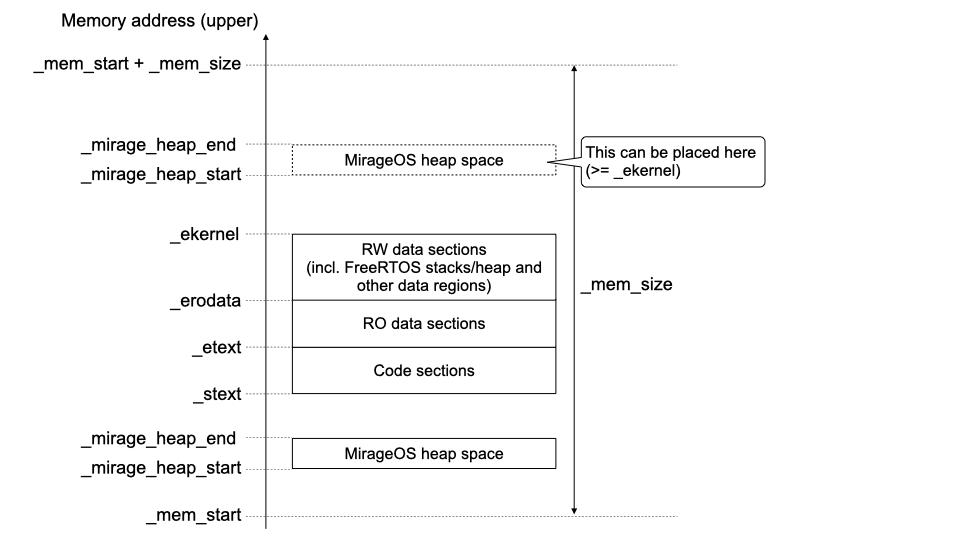 Memory address (upper)
_mem_start + _mem_size
_mirage_heap_end
MirageOS heap space
This can be placed here
(>= _ekernel)
_mirage_heap_start
_ekernel
RW data sections
(incl. FreeRTOS stacks/heap and
other data regions)
_mem_size
_erodata
RO data sections
_etext
Code sections
_stext
_mirage_heap_end
MirageOS heap space
_mirage_heap_start
_mem_start